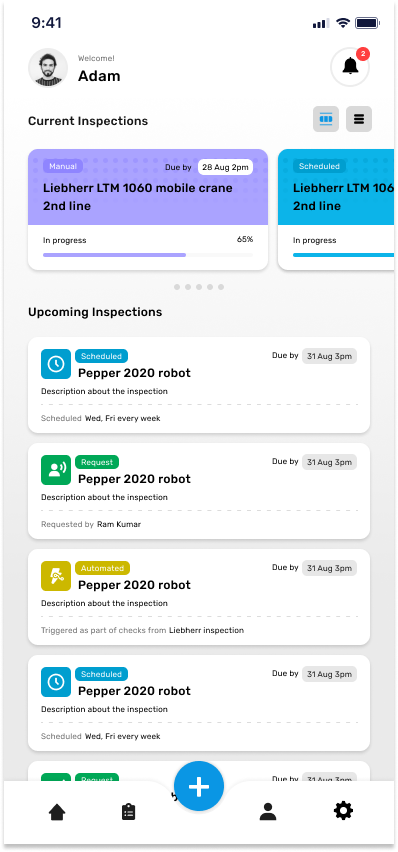 9:41
Welcome!
Adam
2
Current Inspections
Manual
Due by 28 Aug 2pm
Liebherr LTM 1060 mobile crane
2nd line
In progress
65%
Scheduled
Liebherr LTM 106
2nd line
In progress
Upcoming Inspections
Scheduled
Due by 31 Aug 3pm
Pepper 2020 robot
Description about the inspection
Scheduled Wed, Fri every week
Request
Due by 31 Aug 3pm
Pepper 2020 robot
Description about the inspection
Requested by Ram Kumar
Automated
Due by 31 Aug 3pm
Pepper 2020 robot
Description about the inspection
Triggered as part of checks from Liebherr inspection
Scheduled
Due by 31 Aug 3pm
Pepper 2020 robot
Description about the inspection
Scheduled Wed, Fri every week
Request
Due by 31 Aug 3pm